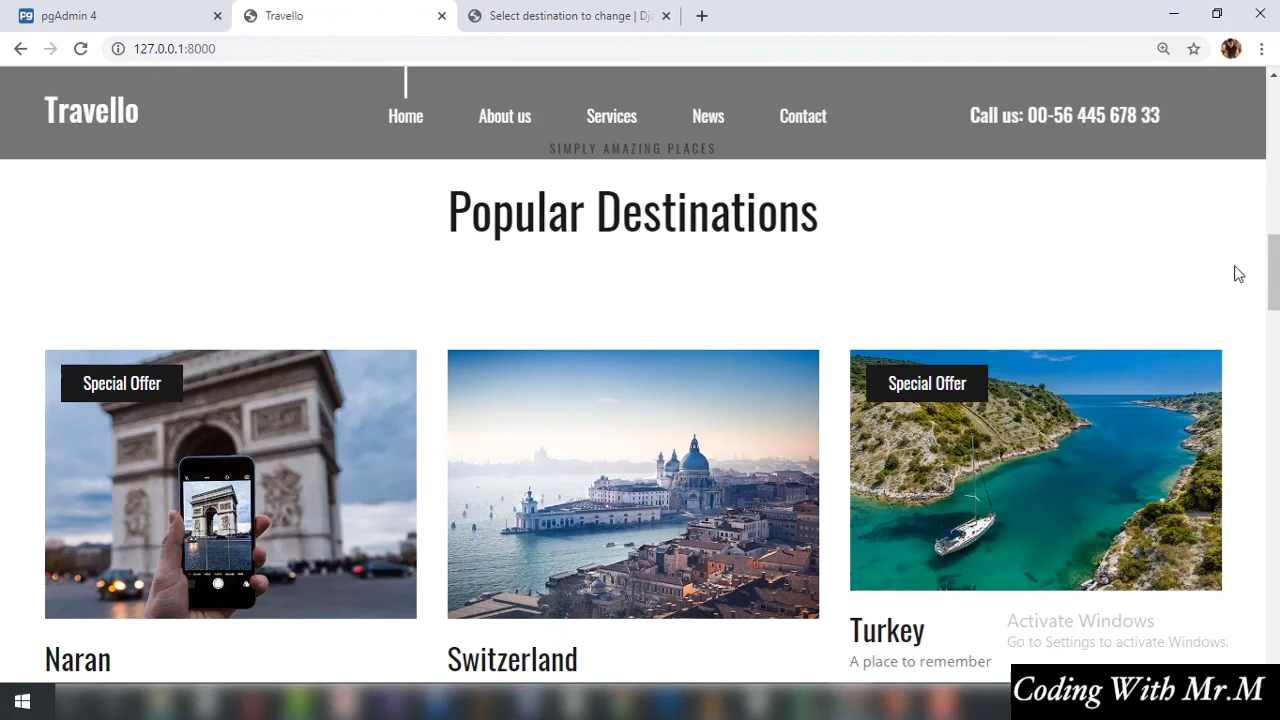 pgAdmin 4
Travello
Select destination to change | Dj
127.0.0.1:8000
Travello
Home
About us
Services
News
Contact
Call us: 00-56 445 678 33
SIMPLY AMAZING PLACES
Popular Destinations
Special Offer
Special Offer
Naran
Switzerland
Turkey
A place to remember
Activate Windows
Go to Settings to activate Windows.
Coding With Mr.M